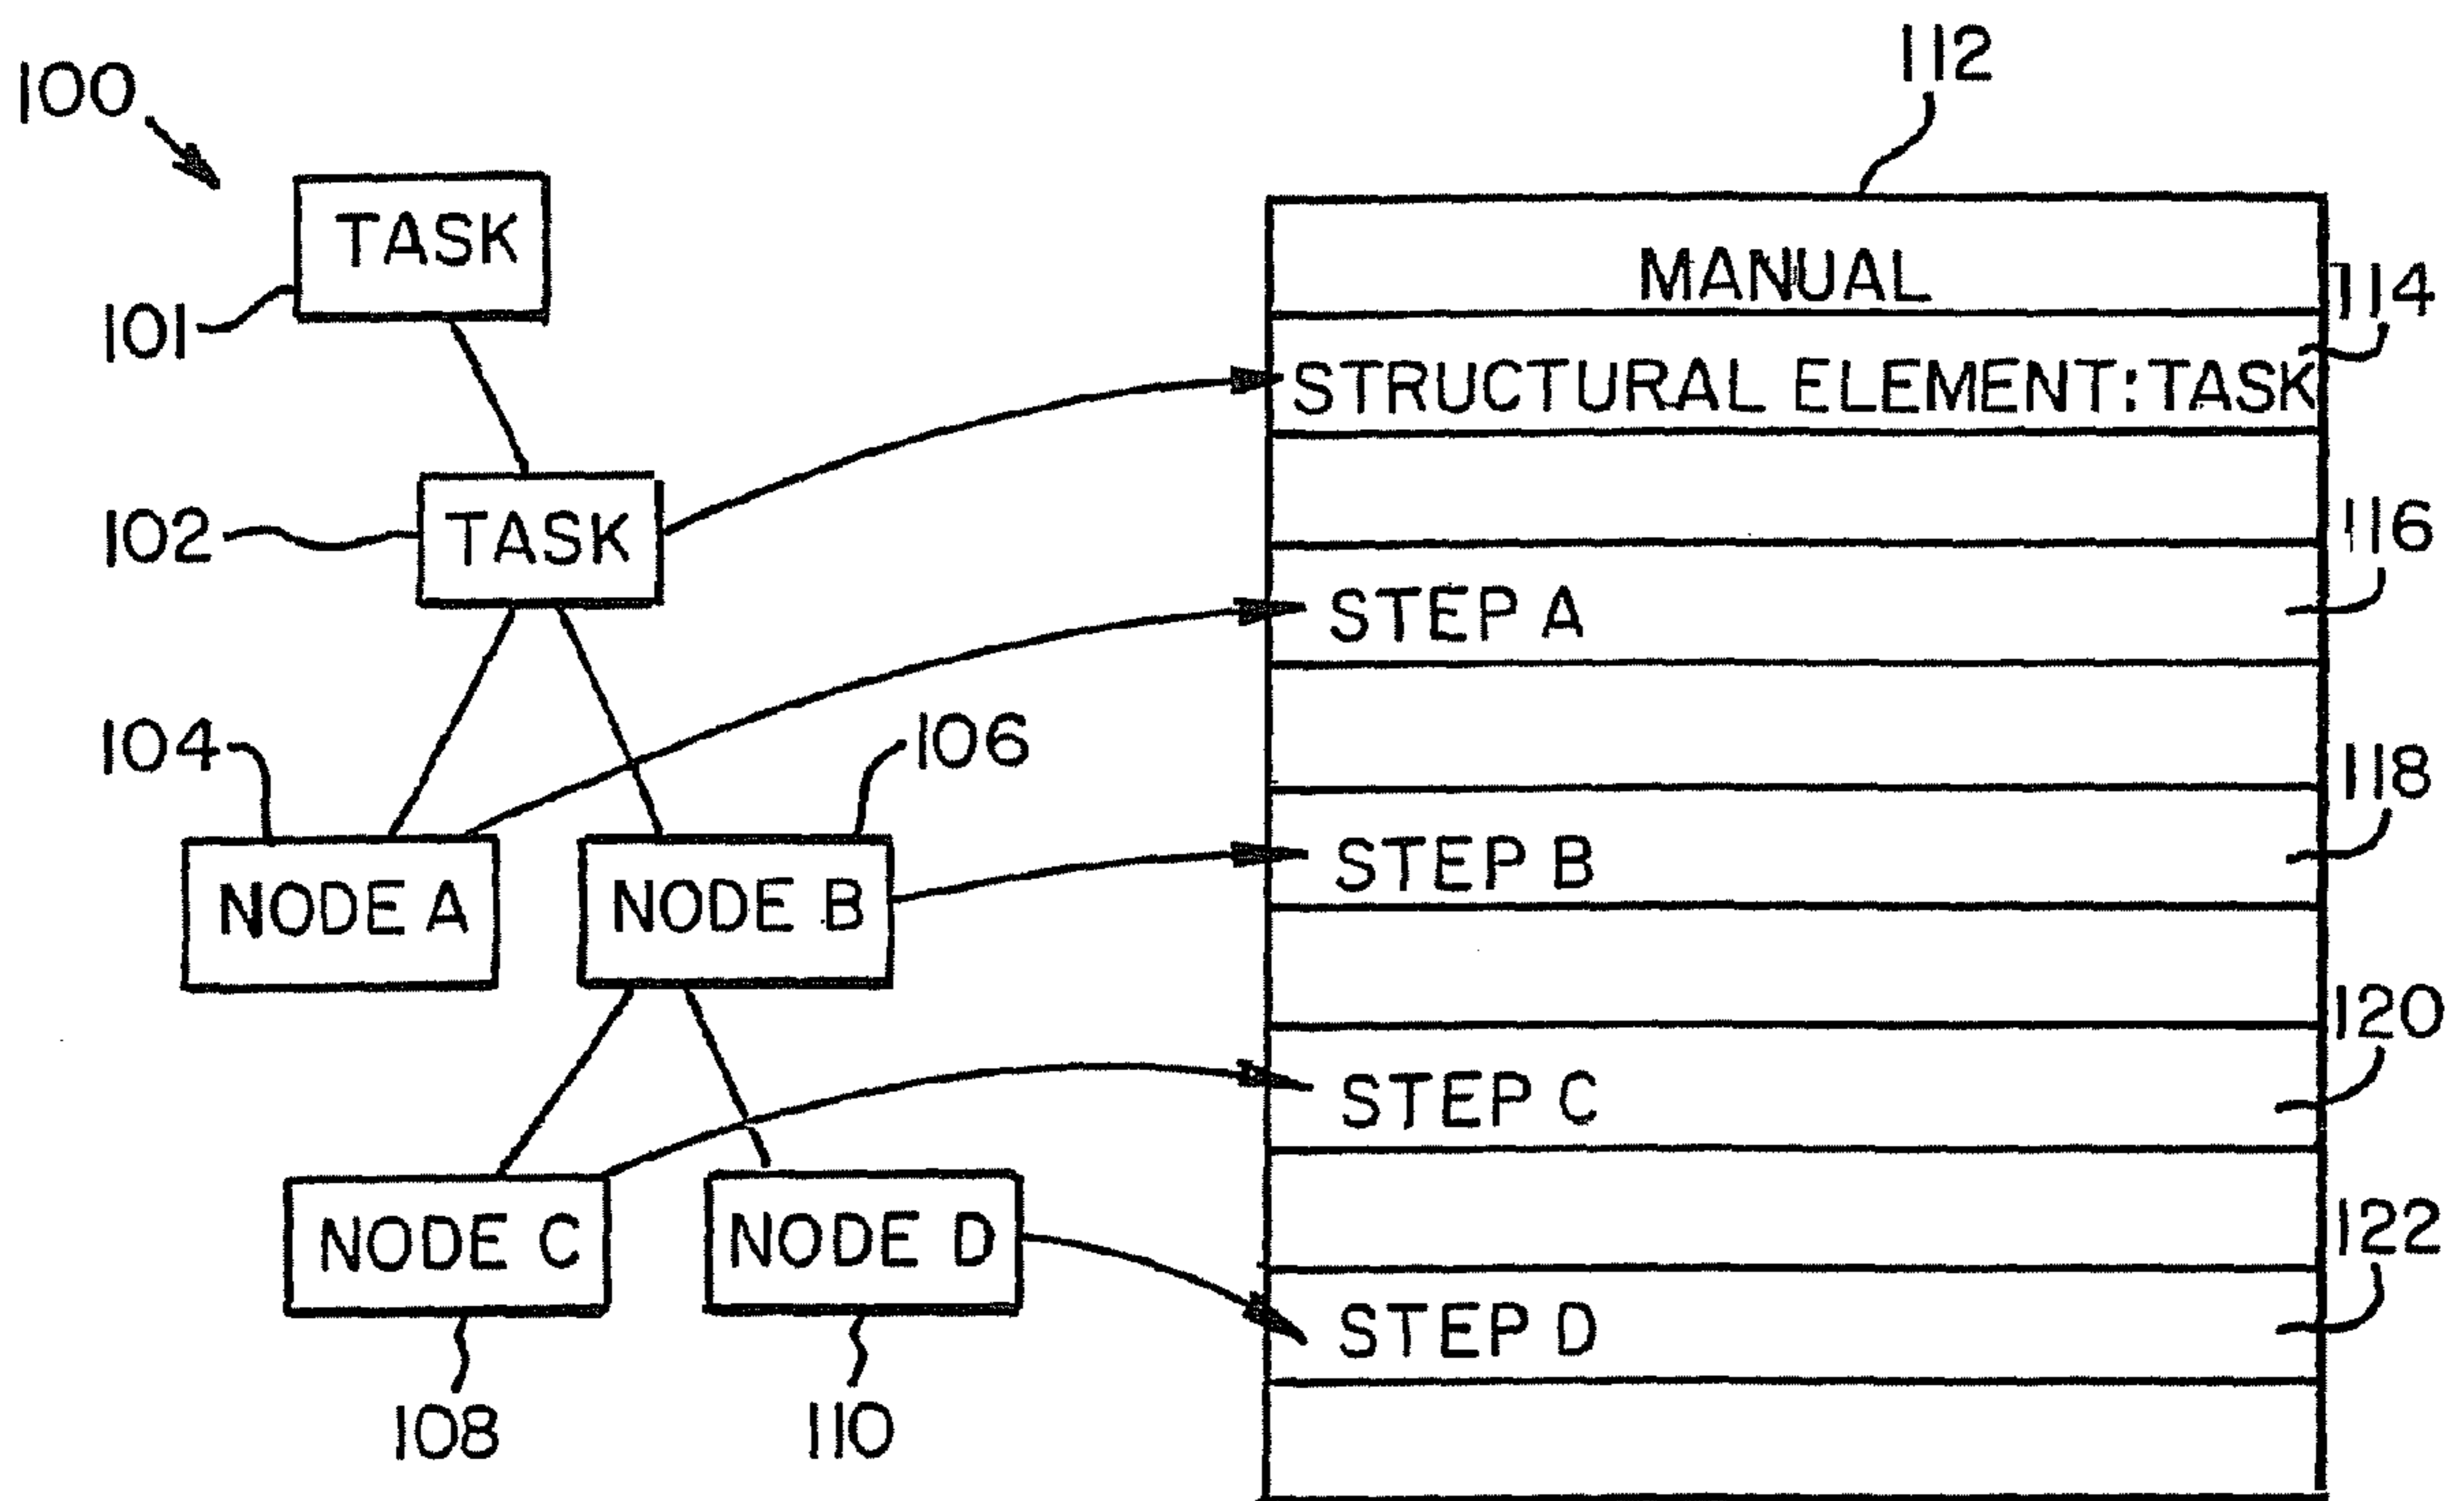 112
100
TASK
MANUAL
114
101
STRUCTURAL ELEMENT:TASK
102
TASK
116
STEP A
104
106
118
NODE A
NODE B
STEP B
120
STEP C
NODE C
NODE D
122
STEP D
108
110